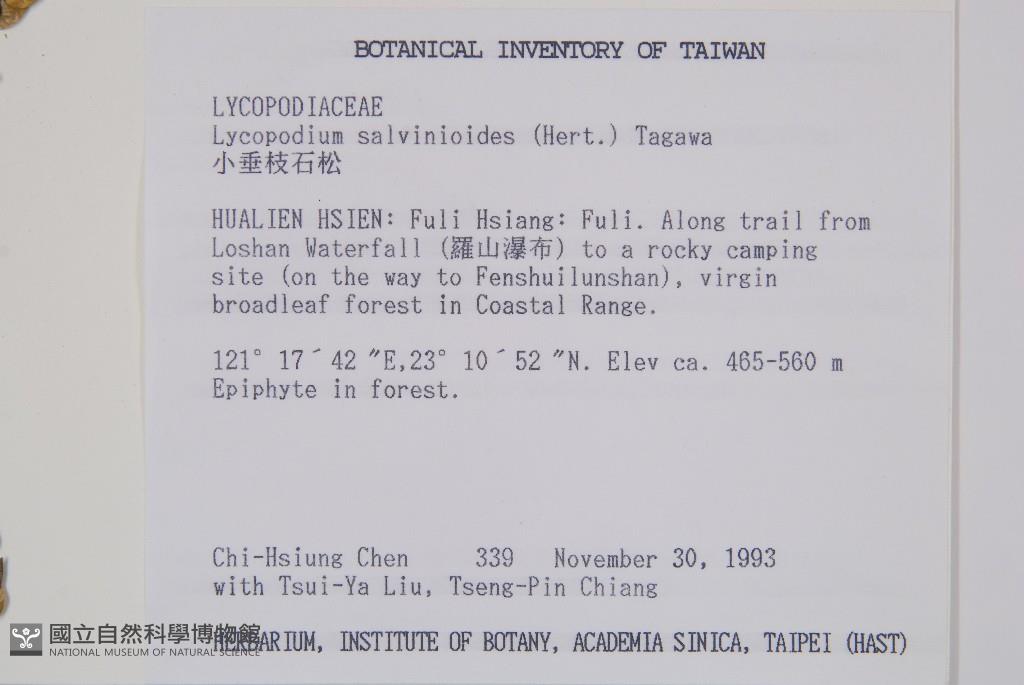 BOTANICAL INVENTORY OF TAIWAN
LYCOPODIACEAE
Lycopodium salvinioides (Hert.) Tagawa
小垂枝石松
HUALIEN HSIEN: Fuli Hsiang: Fuli. Along trail from
Loshan Waterfall (羅山瀑布) to a rocky camping
site (on the way to Fenshuilunshan), virgin
broadleaf forest in Coastal Range.
121° 17´ 42 ″E,23° 10´ 52 ″N. Elev ca. 465-560 m
Epiphyte in forest.
Chi-Hsiung Chen 339 November 30, 1993
with Tsui-Ya Liu, Tseng-Pin Chiang
HERBARIUM, INSTITUTE OF BOTANY, ACADEMIA SINICA, TAIPEI (HAST)
國立自然科學博物館
NATIONAL MUSEUM OF NATURAL SCIENCE